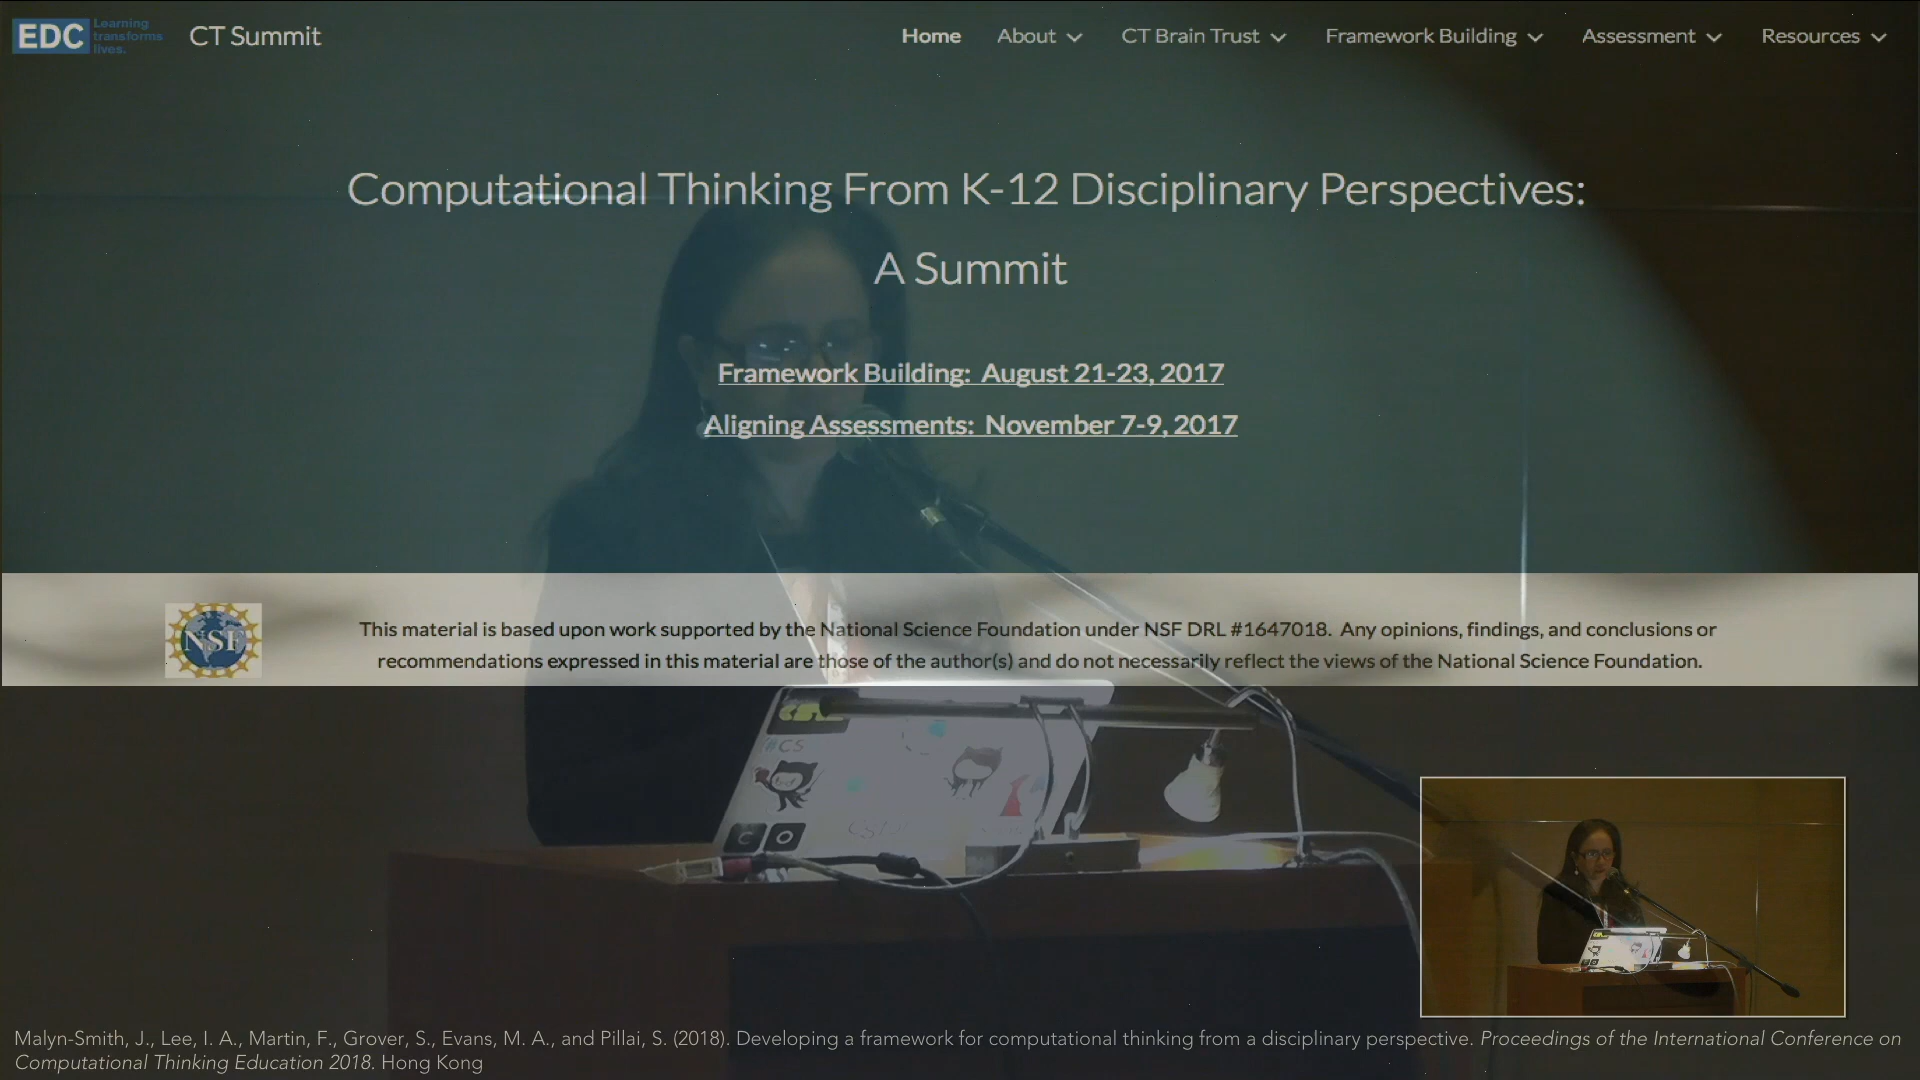 EDC Learning
transforms
lives.
CT Summit
Home About CT Brain Trust Framework Building Assessment Resources
Computational Thinking From K-12 Disciplinary Perspectives:
A Summit
Framework Building: August 21-23, 2017
Aligning Assessments: November 7-9, 2017
NSF
This material is based upon work supported by the National Science Foundation under NSF DRL #1647018. Any opinions, findings, and conclusions or
recommendations expressed in this material are those of the author(s) and do not necessarily reflect the views of the National Science Foundation.
#CS
C O
Malyn-Smith, J., Lee, I. A., Martin, F., Grover, S., Evans, M. A., and Pillai, S. (2018). Developing a framework for computational thinking from a disciplinary perspective. Proceedings of the International Conference on
Computational Thinking Education 2018. Hong Kong